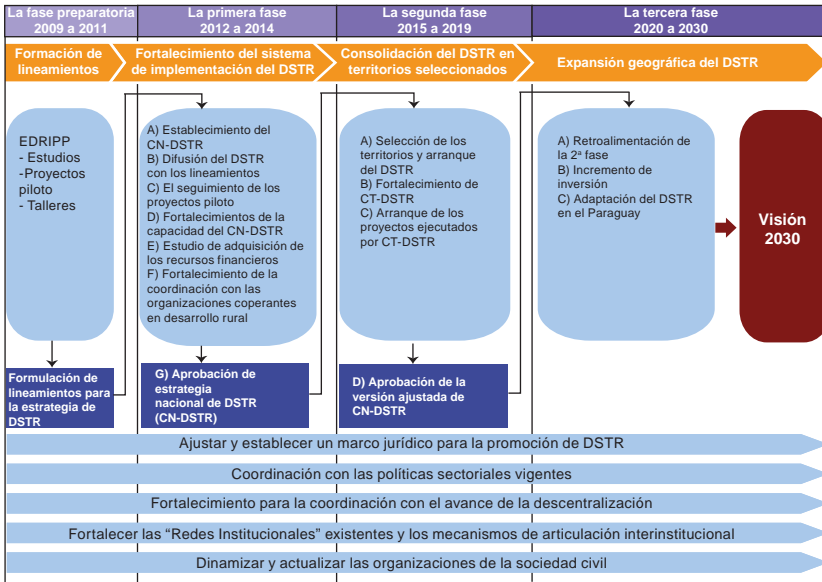 La fase preparatoria
2009 a 2011
La primera fase
2012 a 2014
La segunda fase
2015 a 2019
La tercera fase
2020 a 2030
Formación de
lineamientos
Fortalecimiento del sistema
de implementación del DSTR
Consolidación del DSTR en
territorios seleccionados
Expansión geográfica del DSTR
EDRIPP
- Estudios
-Proyectos
piloto
- Talleres
Formulación de
lineamientos para
la estrategia de
DSTR
A) Establecimiento del
CN-DSTR
B) Difusión del DSTR
con los lineamientos
C) El seguimiento de los
proyectos piloto
D) Fortalecimientos de la
capacidad del CN-DSTR
E) Estudio de adquisición de
los recursos financieros
F) Fortalecimiento de la
coordinación con las
organizaciones coperantes
en desarrollo rural
G) Aprobación de
estrategia
nacional de DSTR
(CN-DSTR)
A) Selección de los
territorios y arranque
del DSTR
B) Fortalecimiento de
CT-DSTR
C) Arranque de los
proyectos ejecutados
por CT-DSTR
D) Aprobación de la
versión ajustada de
CN-DSTR
A) Retroalimentación de
la 2ª fase
B) Incremento de
inversión
C) Adaptación del DSTR
en el Paraguay
Visión
2030
Ajustar y establecer un marco jurídico para la promoción de DSTR
Coordinación con las políticas sectoriales vigentes
Fortalecimiento para la coordinación con el avance de la descentralización
Fortalecer las “Redes Institucionales” existentes y los mecanismos de articulación interinstitucional
Dinamizar y actualizar las organizaciones de la sociedad civil